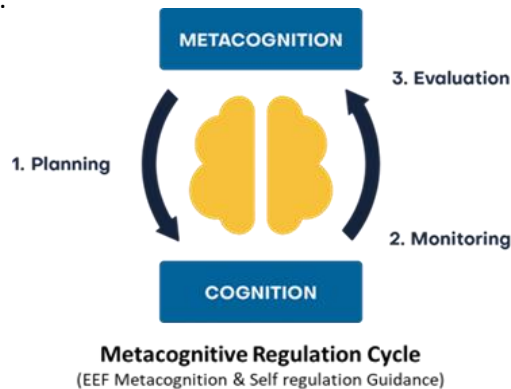 .
METACOGNITION
3. Evaluation
1. Planning
2. Monitoring
COGNITION
Metacognitive Regulation Cycle
(EEF Metacognition & Self regulation Guidance)